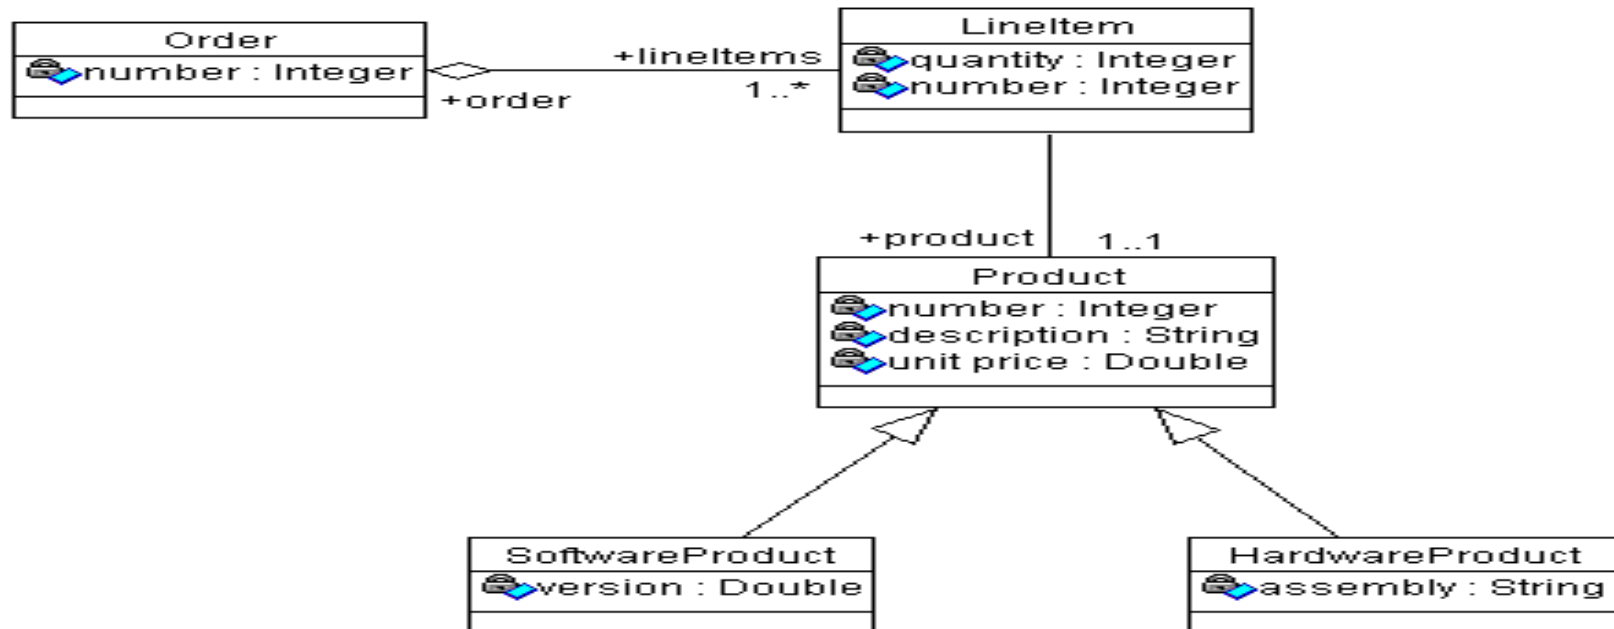 Order
number : Integer
+lineItems
1..*
+order
LineItem
quantity : Integer
number : Integer
+product
1..1
Product
number : Integer
description : String
unit price : Double
SoftwareProduct
version : Double
HardwareProduct
assembly : String